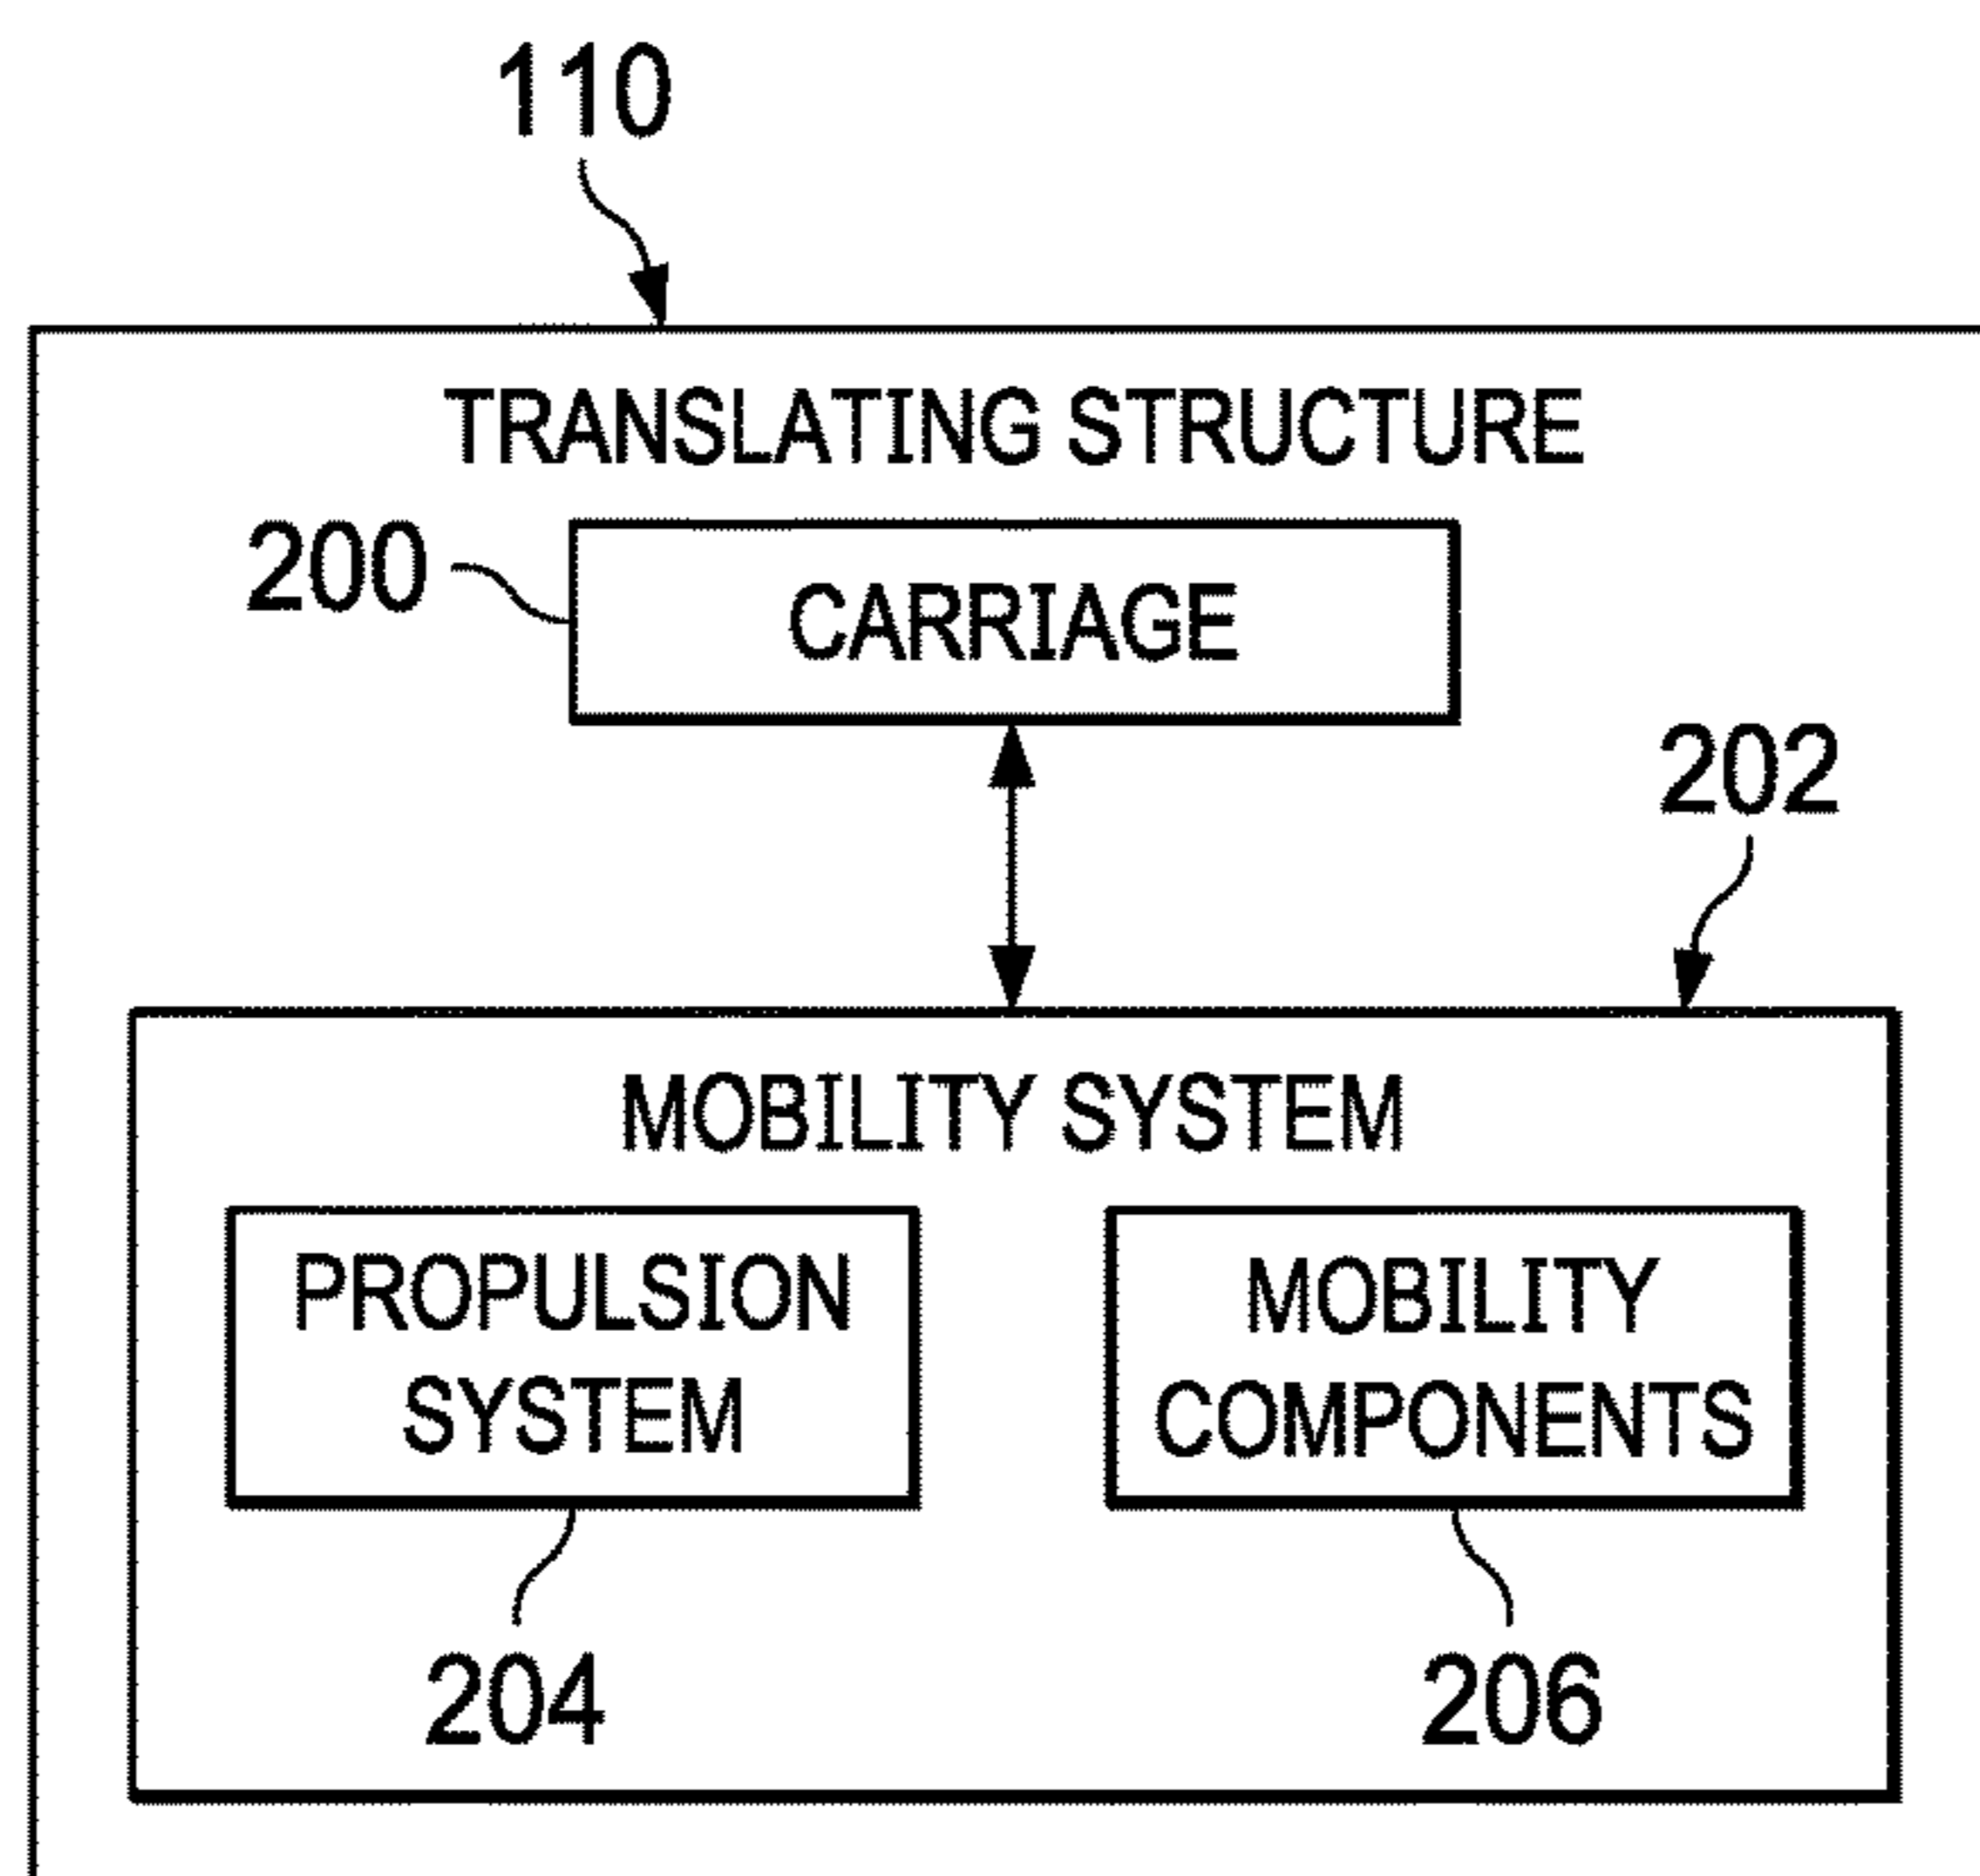 110
TRANSLATING STRUCTURE
200
CARRIAGE
202
MOBILITY SYSTEM
PROPULSION
SYSTEM
MOBILITY
COMPONENTS
204
206